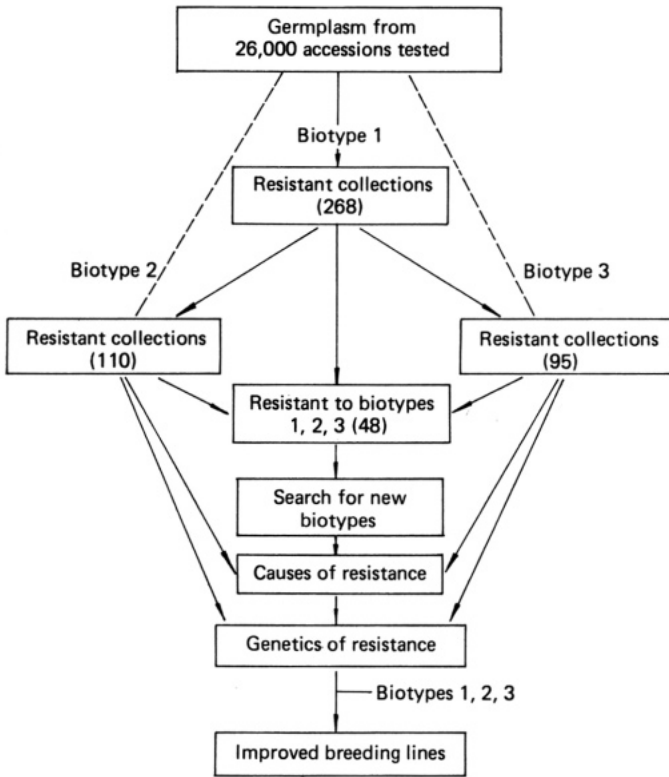 Germplasm from
26,000 accessions tested
Biotype 1
Resistant collections
(268)
Biotype 2
Biotype 3
Resistant collections
(110)
Resistant collections
(95)
Resistant to biotypes
1, 2, 3 (48)
Search for new
biotypes
Causes of resistance
Genetics of resistance
Biotypes 1, 2, 3
Improved breeding lines